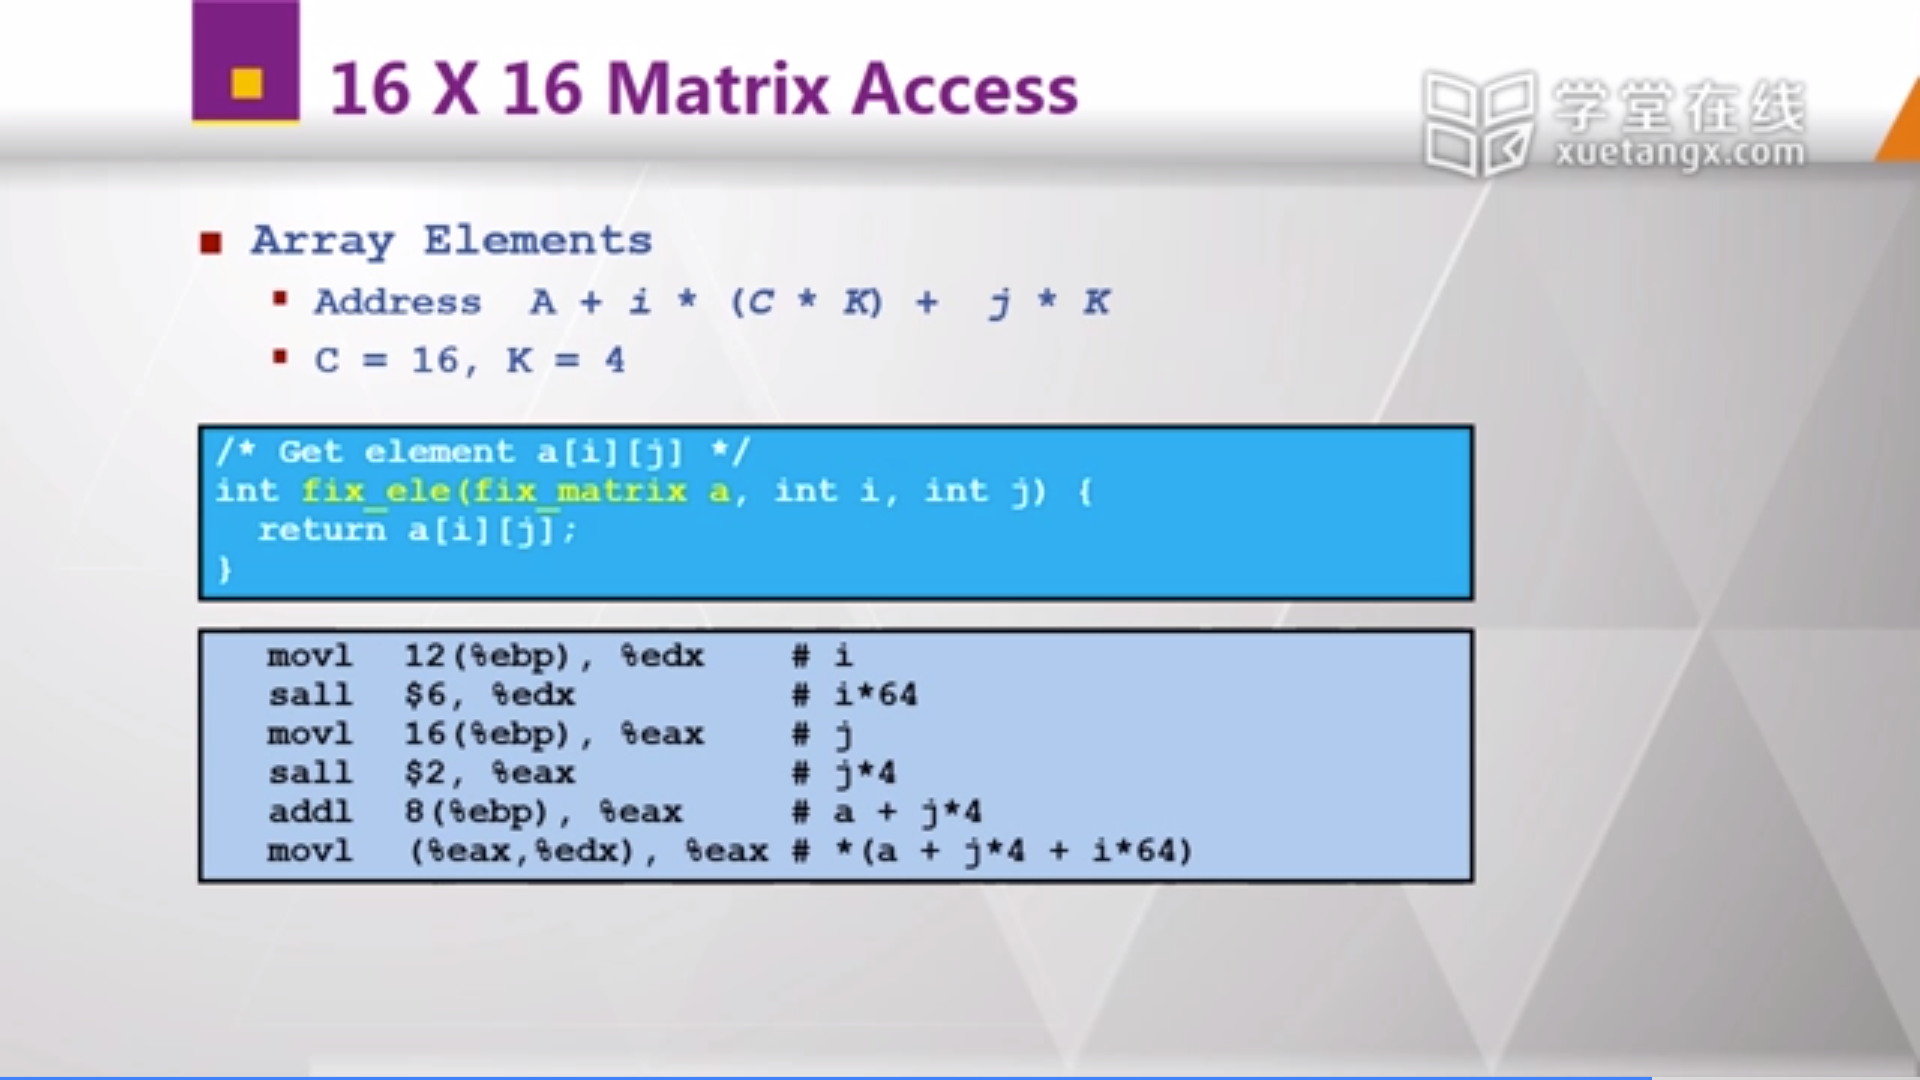 16 X 16 Matrix Access
学堂在线
xuetangx.com
Array Elements
Address A + i * (C * K) + j * K
C = 16, K = 4
/* Get element a[i][j] */
int fix_ele(fix_matrix a, int i, int j) {
return a[i][j];
}
movl 12(%ebp), %edx # i
sall $6, %edx # i*64
movl 16(%ebp), %eax # j
sall $2, %eax # j*4
addl 8(%ebp), %eax # a + j*4
movl (%eax,%edx), %eax # *(a + j*4 + i*64)